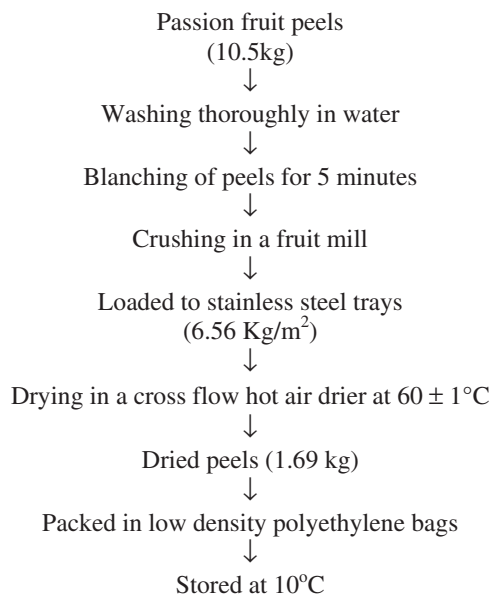 Passion fruit peels
(10.5kg)
↓
Washing thoroughly in water
↓
Blanching of peels for 5 minutes
↓
Crushing in a fruit mill
↓
Loaded to stainless steel trays
(6.56 Kg/m²)
↓
Drying in a cross flow hot air drier at 60 ± 1°C
↓
Dried peels (1.69 kg)
↓
Packed in low density polyethylene bags
↓
Stored at 10°C